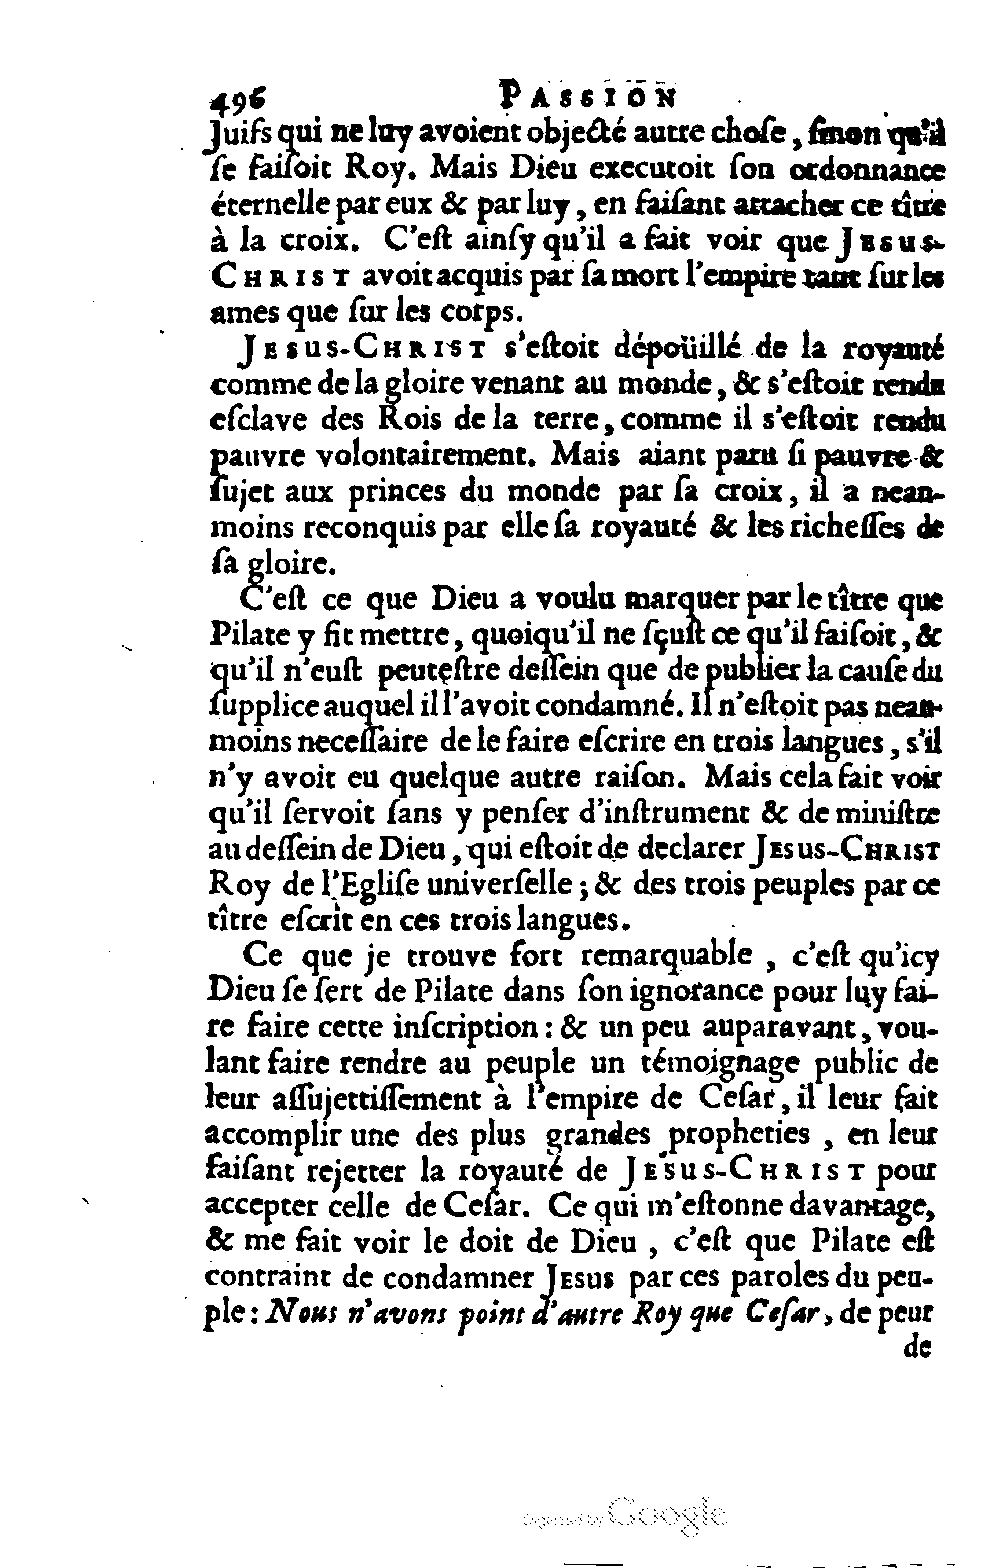 496 PASSION
Juifs qui ne luy avoient objecté autre choſe, ſinon qu'il
ſe faiſoit Roy. Mais Dieu executoit ſon ordonnance
éternelle par eux & par luy, en faiſant attacher ce tître
à la croix. C'eſt ainſy qu'il a fait voir que JESUS-
CHRIST avoit acquis par ſa mort l'empire tant ſur les
ames que ſur les corps.
JESUS-CHRIST s'eſtoit dépoüillé de la royauté
comme de la gloire venant au monde, & s'eſtoit rendu
eſclave des Rois de la terre, comme il s'eſtoit rendu
pauvre volontairement. Mais aiant paru ſi pauvre &
ſujet aux princes du monde par ſa croix, il a nean-
moins reconquis par elle ſa royauté & les richeſſes de
ſa gloire.
C'eſt ce que Dieu a voulu marquer par le tître que
Pilate y fit mettre, quoiqu'il ne ſçuſt ce qu'il faiſoit, &
qu'il n'euſt peuteſtre deſſein que de publier la cauſe du
ſupplice auquel il l'avoit condamné. Il n'eſtoit pas nean-
moins neceſſaire de le faire eſcrire en trois langues, s'il
n'y avoit eu quelque autre raiſon. Mais cela fait voir
qu'il ſervoit ſans y penſer d'inſtrument & de miniſtre
au deſſein de Dieu, qui eſtoit de declarer JESUS-CHRIST
Roy de l'Egliſe univerſelle; & des trois peuples par ce
tître eſcrit en ces trois langues.
Ce que je trouve fort remarquable, c'eſt qu'icy
Dieu ſe ſert de Pilate dans ſon ignorance pour luy fai-
re faire cette inſcription: & un peu auparavant, vou-
lant faire rendre au peuple un témoignage public de
leur aſſujettiſſement à l'empire de Ceſar, il leur fait
accomplir une des plus grandes propheties, en leur
faiſant rejetter la royauté de JESUS-CHRIST pour
accepter celle de Ceſar. Ce qui m'eſtonne davantage,
& me fait voir le doit de Dieu, c'eſt que Pilate eſt
contraint de condamner JESUS par ces paroles du peu-
ple: Nous n'avons point d'autre Roy que Ceſar, de peur
de
Digitized by Google